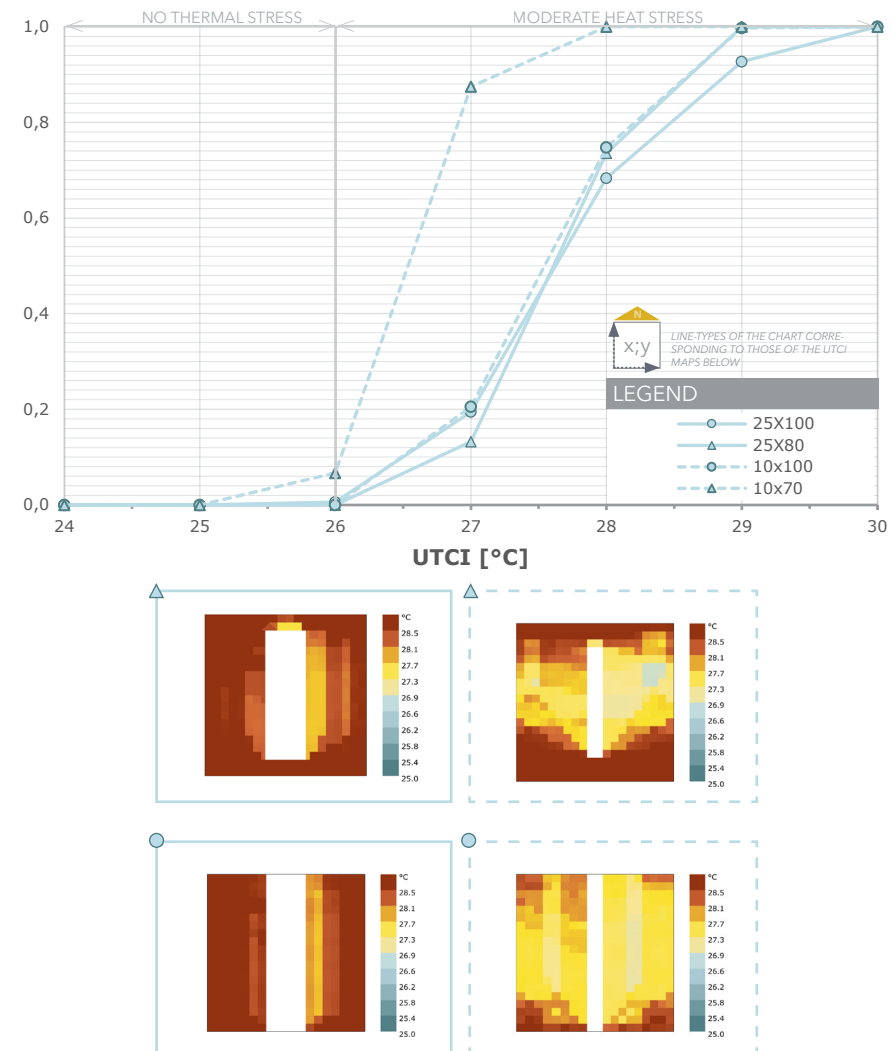 NO THERMAL STRESS
MODERATE HEAT STRESS
1,0
0,8
0,6
0,4
0,2
0,0
N
x;y
LINE-TYPES OF THE CHART CORRE-
SPONDING TO THOSE OF THE UTCI
MAPS BELOW
LEGEND
25X100
25X80
10x100
10x70
24 25 26 27 28 29 30
UTCI [°C]
°C
28.5
28.1
27.7
27.3
26.9
26.6
26.2
25.8
25.4
25.0
°C
28.5
28.1
27.7
27.3
26.9
26.6
26.2
25.8
25.4
25.0
°C
28.5
28.1
27.7
27.3
26.9
26.6
26.2
25.8
25.4
25.0
°C
28.5
28.1
27.7
27.3
26.9
26.6
26.2
25.8
25.4
25.0